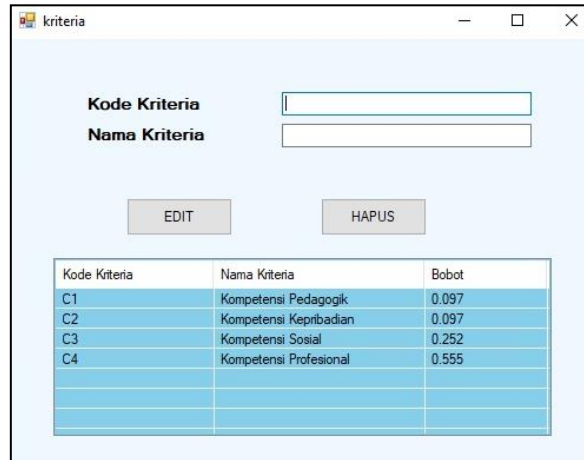 kriteria
Kode Kriteria
Nama Kriteria
EDIT HAPUS
Kode Kriteria Nama Kriteria Bobot
C1 Kompetensi Pedagogik 0.097
C2 Kompetensi Kepribadian 0.097
C3 Kompetensi Sosial 0.252
C4 Kompetensi Profesional 0.555